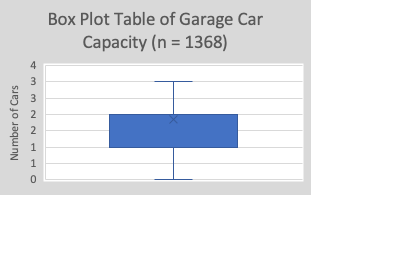 Box Plot Table of Garage Car
Capacity (n = 1368)
Number of Cars
4
3
3
2
2
1
1
0